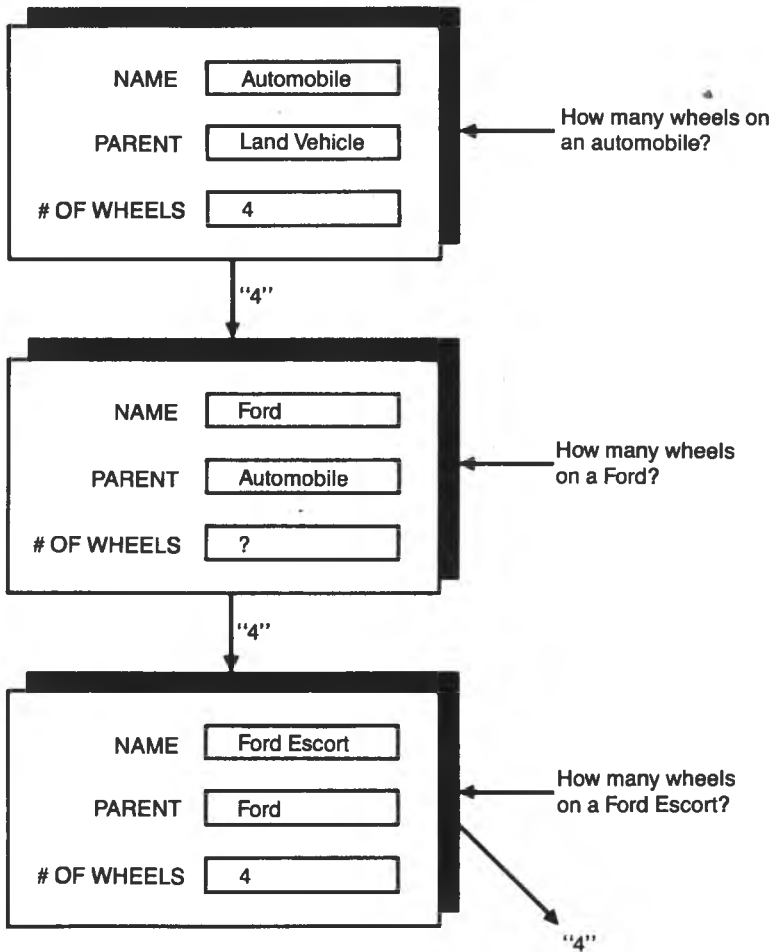 NAME Automobile
PARENT Land Vehicle
# OF WHEELS 4
How many wheels on
an automobile?
“4”
NAME Ford
PARENT Automobile
# OF WHEELS ?
How many wheels
on a Ford?
“4”
NAME Ford Escort
PARENT Ford
# OF WHEELS 4
How many wheels
on a Ford Escort?
“4”